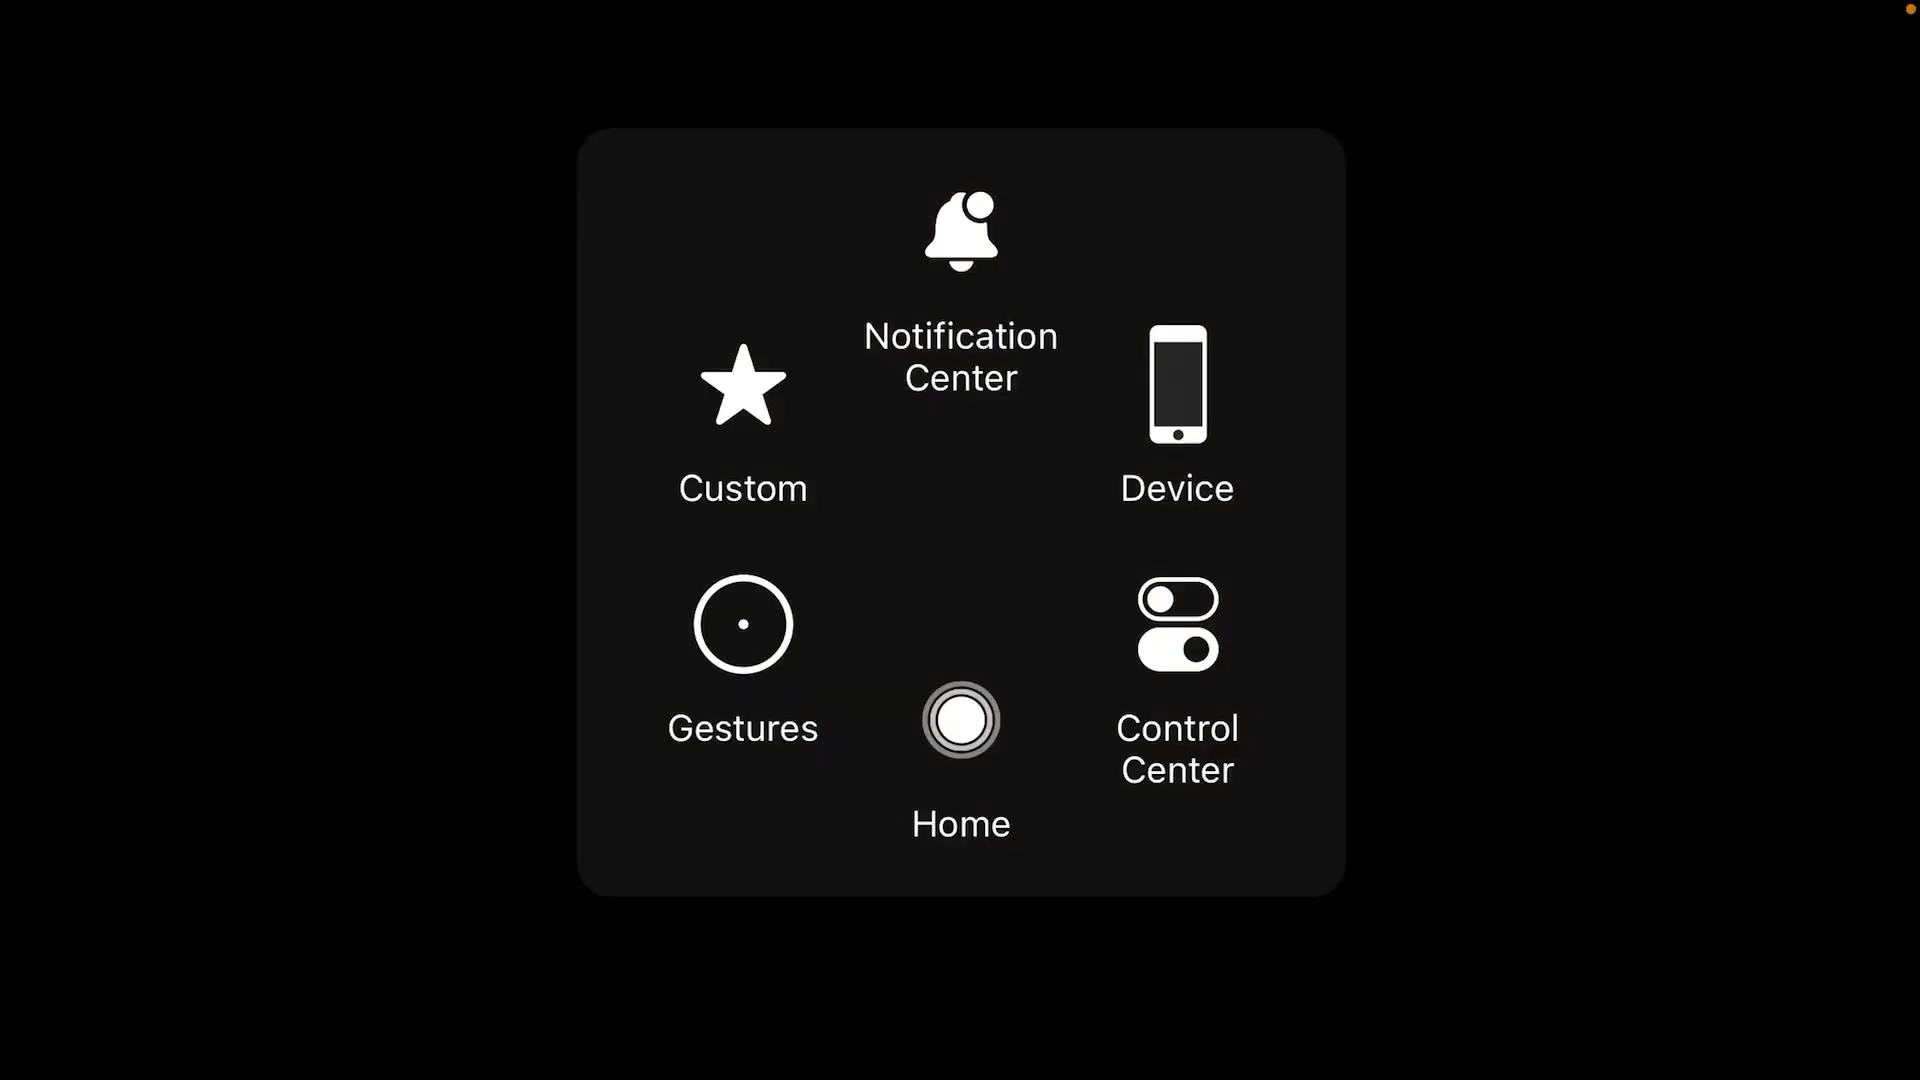 Notification
Center
Custom
Device
Gestures
Control
Center
Home